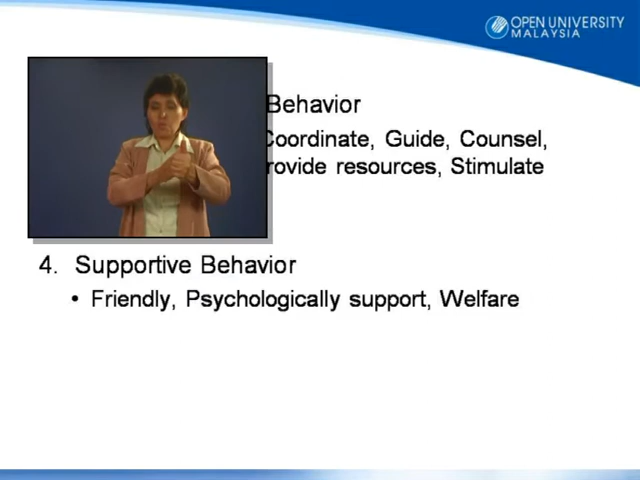 OPEN UNIVERSITY
MALAYSIA
Behavior
Coordinate, Guide, Counsel,
rovide resources, Stimulate
4. Supportive Behavior
• Friendly, Psychologically support, Welfare